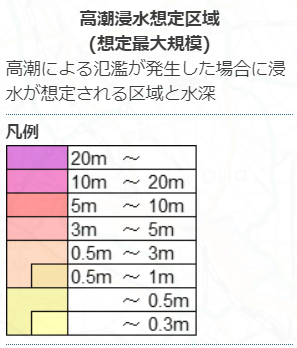 高潮浸水想定区域
(想定最大規模)
高潮による氾濫が発生した場合に浸
水が想定される区域と水深
凡例
20m ～
10m ～ 20m
5m ～ 10m
3m ～ 5m
0.5m ～ 3m
0.5m ～ 1m
～ 0.5m
～ 0.3m